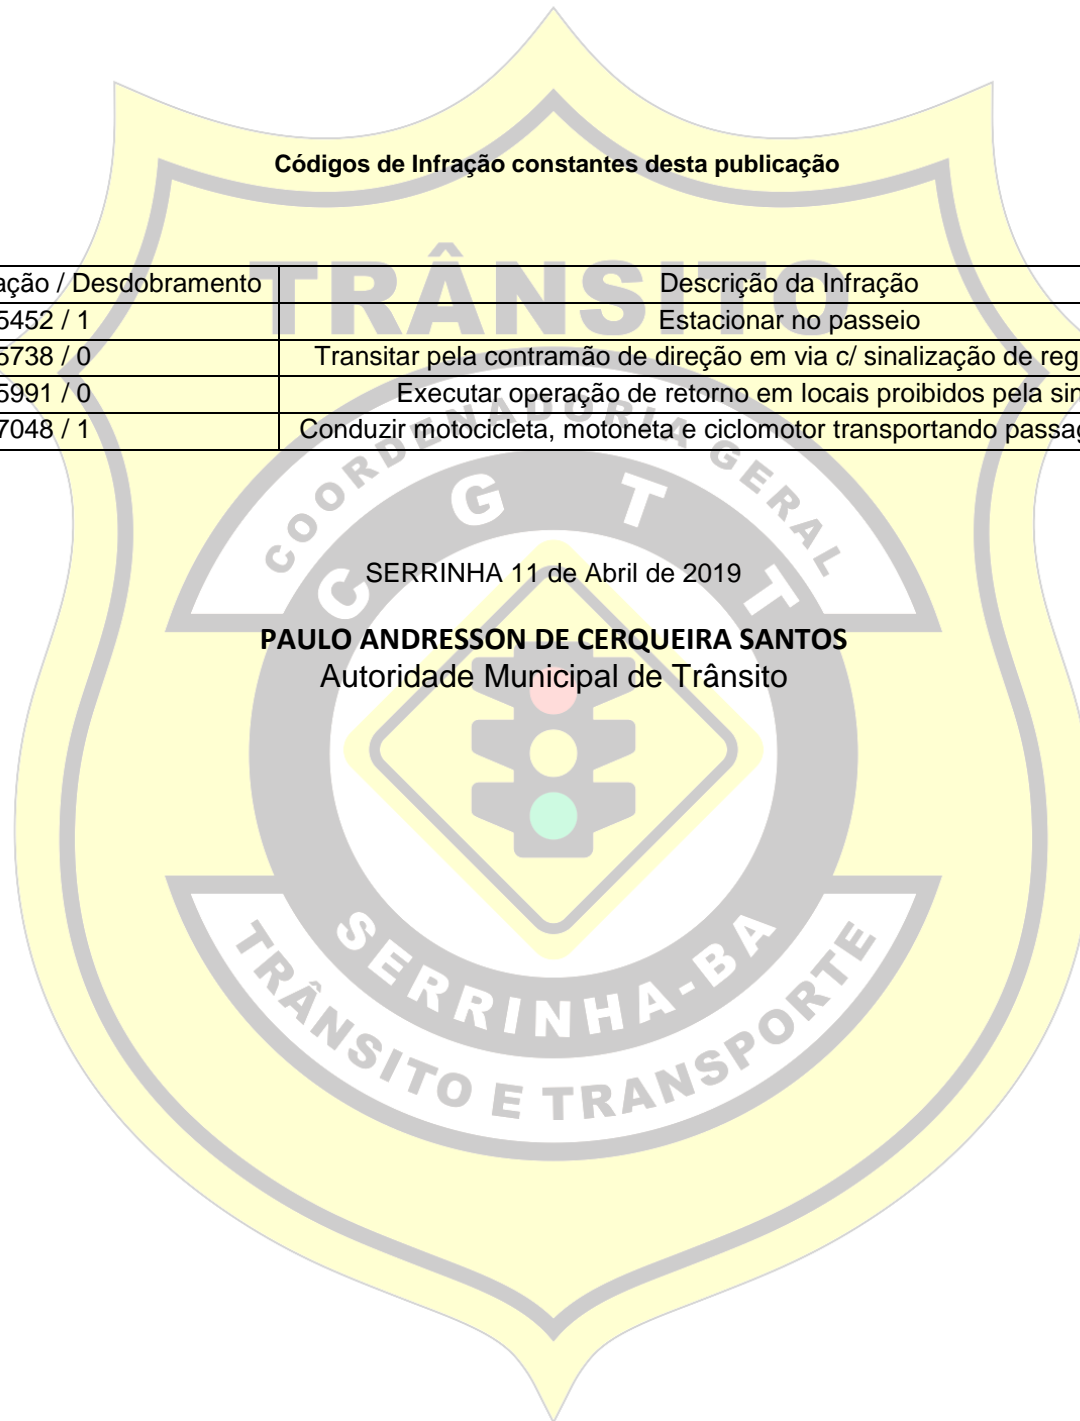 Códigos de Infração constantes desta publicação
TRÂNSITO
ação / Desdobramento Descrição da Infração
5452 / 1 Estacionar no passeio
5738 / 0 Transitar pela contramão de direção em via c/ sinalização de reg
5991 / 0 Executar operação de retorno em locais proibidos pela sin
7048 / 1 Conduzir motocicleta, motoneta e ciclomotor transportando passag
COORDENADORIA GERAL
C G T T
SERRINHA 11 de Abril de 2019
PAULO ANDRESSON DE CERQUEIRA SANTOS
Autoridade Municipal de Trânsito
SERRINHA-BA
TRÂNSITO E TRANSPORTE